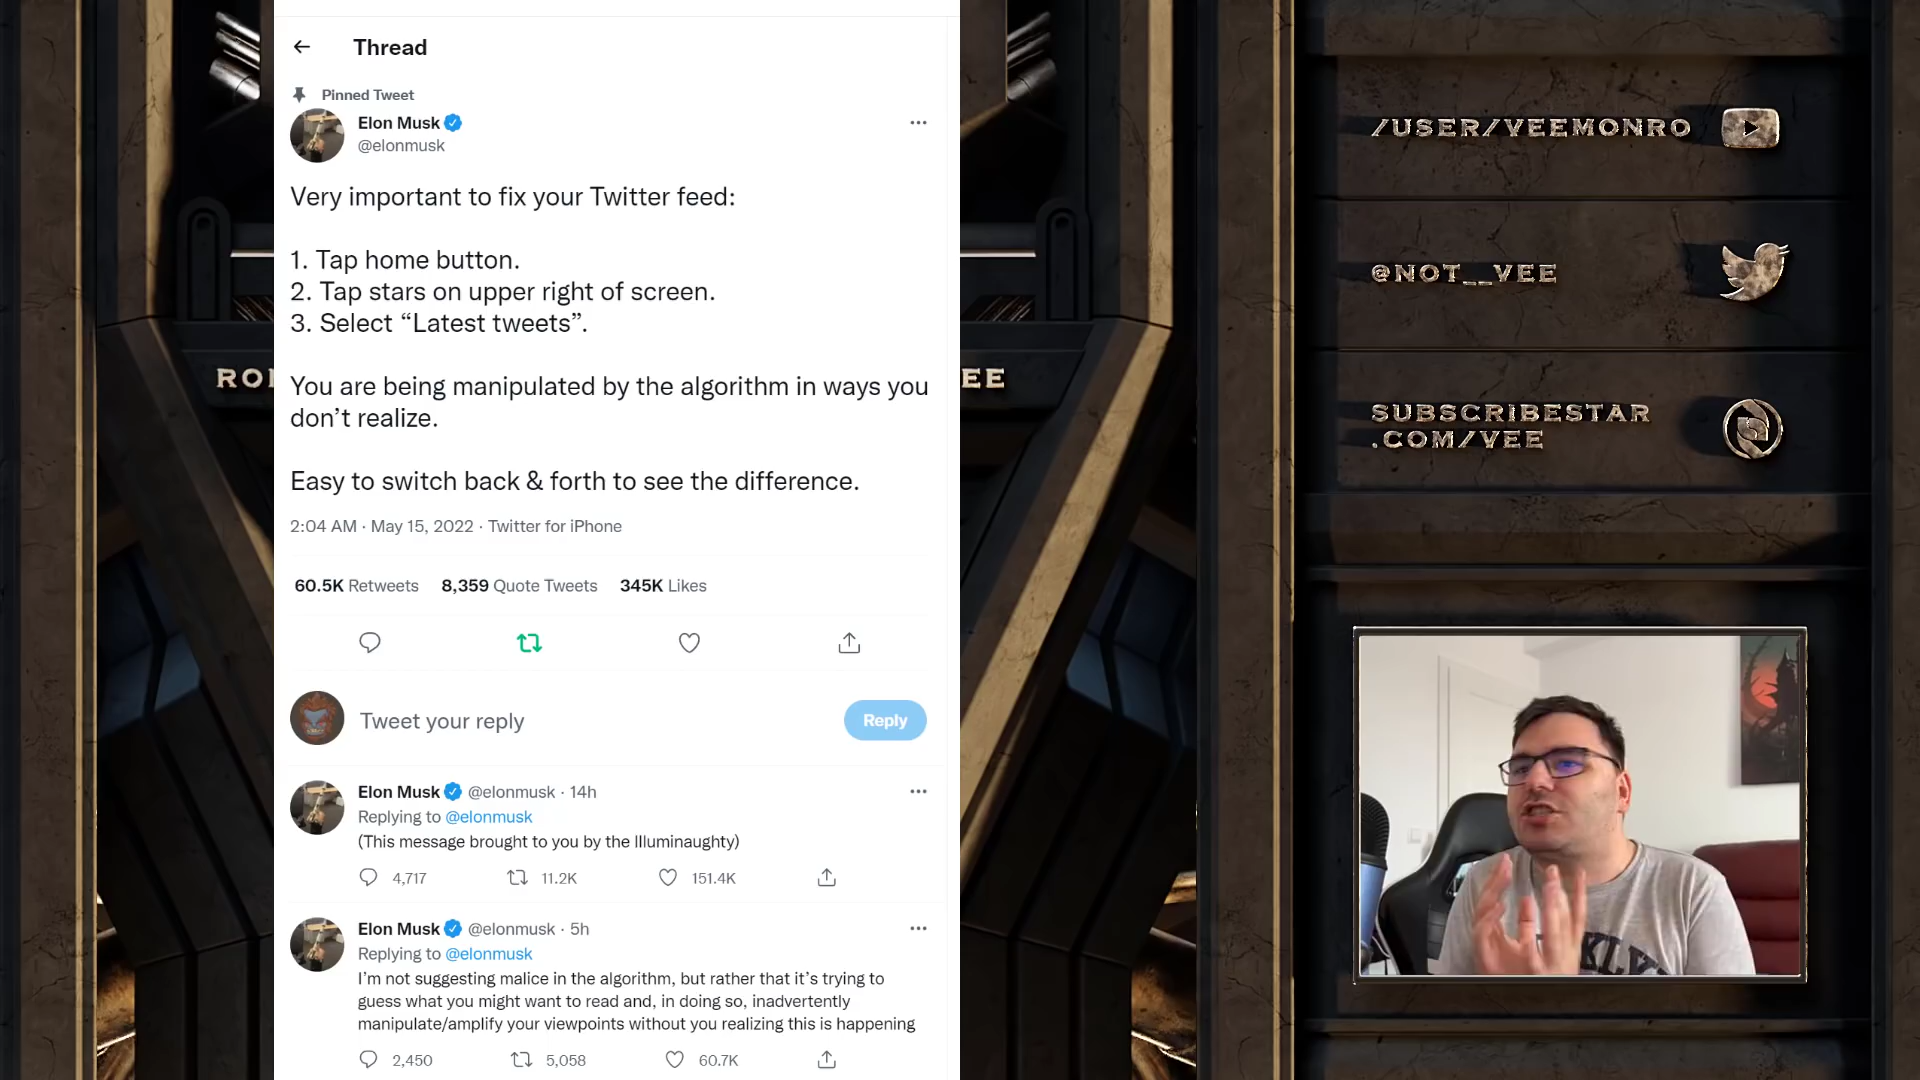 Thread
Pinned Tweet
Elon Musk
@elonmusk
Very important to fix your Twitter feed:
1. Tap home button.
2. Tap stars on upper right of screen.
3. Select “Latest tweets”.
You are being manipulated by the algorithm in ways you
don’t realize.
Easy to switch back & forth to see the difference.
2:04 AM · May 15, 2022 · Twitter for iPhone
60.5K Retweets 8,359 Quote Tweets 345K Likes
Tweet your reply
Reply
Elon Musk @elonmusk · 14h
Replying to @elonmusk
(This message brought to you by the Illuminaughty)
4,717 11.2K 151.4K
Elon Musk @elonmusk · 5h
Replying to @elonmusk
I’m not suggesting malice in the algorithm, but rather that it’s trying to
guess what you might want to read and, in doing so, inadvertently
manipulate/amplify your viewpoints without you realizing this is happening
2,450 5,058 60.7K
/USER/VEEMONRO
@NOT__VEE
SUBSCRIBESTAR
.COM/VEE